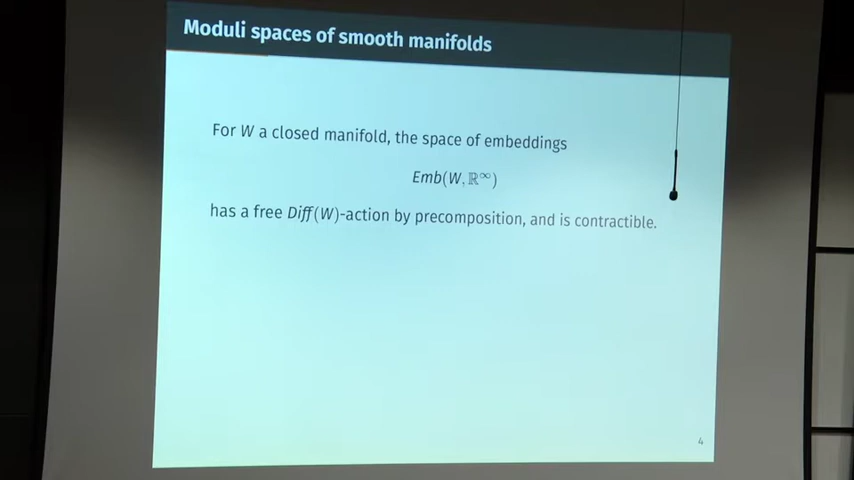 Moduli spaces of smooth manifolds
For W a closed manifold, the space of embeddings
Emb(W, ℝ∞)
has a free Diff(W)-action by precomposition, and is contractible.
4